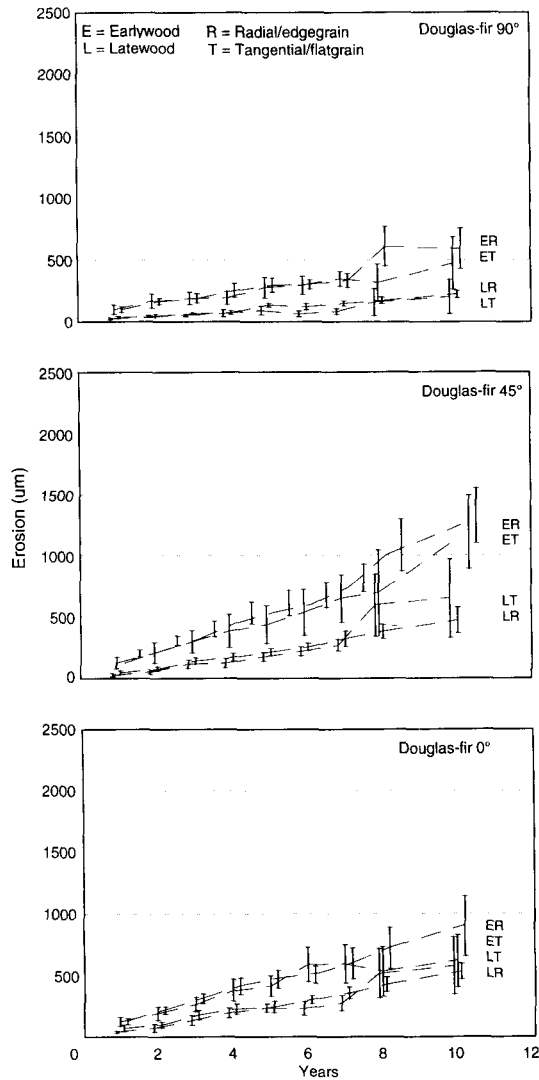 E = Earlywood R = Radial/edgegrain Douglas-fir 90°
L = Latewood T = Tangential/flatgrain
2500
2000
1500
1000
500
0
ER
ET
LR
LT
Douglas-fir 45°
2500
2000
1500
1000
500
0
ER
ET
LT
LR
Erosion (um)
Douglas-fir 0°
2500
2000
1500
1000
500
0
ER
ET
LT
LR
0 2 4 6 8 10 12
Years